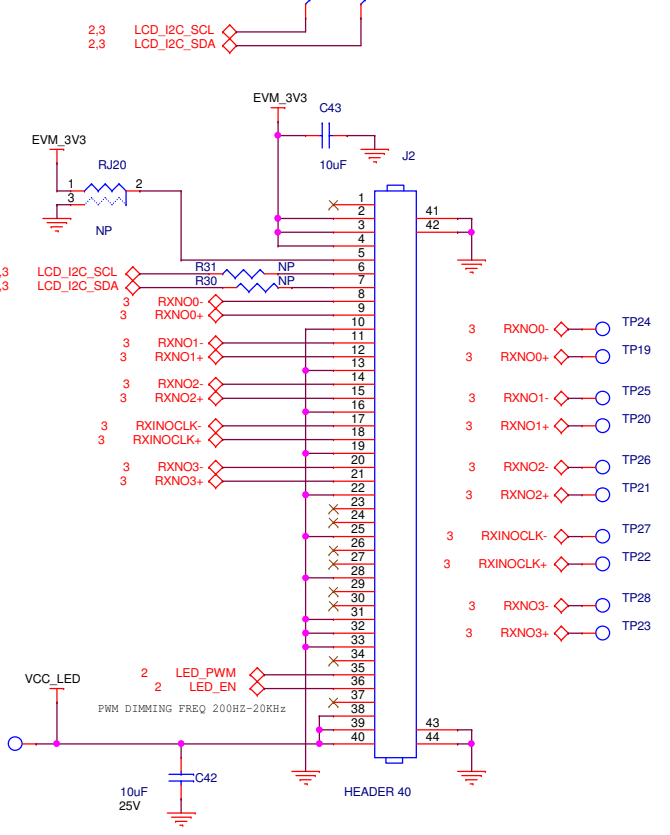 2,3 LCD_I2C_SCL
2,3 LCD_I2C_SDA
EVM_3V3
C43
10uF
J2
EVM_3V3
RJ20
1 2
3
NP
1
2 41
3 42
4
5
,3 LCD_I2C_SCL R31 NP 6
,3 LCD_I2C_SDA R30 NP 7
3 RXNO0- 8
3 RXNO0+ 9
10
3 RXNO1- 11
3 RXNO1+ 12
13
3 RXNO2- 14
3 RXNO2+ 15
16
3 RXINOCLK- 17
3 RXINOCLK+ 18
19
3 RXNO3- 20
3 RXNO3+ 21
22
23
24
25
26
27
28
29
30
31
32
33
34
2 LED_PWM 35
2 LED_EN 36
37
38
39 43
40 44
3 RXNO0- TP24
3 RXNO0+ TP19
3 RXNO1- TP25
3 RXNO1+ TP20
3 RXNO2- TP26
3 RXNO2+ TP21
3 RXINOCLK- TP27
3 RXINOCLK+ TP22
3 RXNO3- TP28
3 RXNO3+ TP23
VCC_LED
PWM DIMMING FREQ 200HZ-20KHz
C42
10uF
25V
HEADER 40